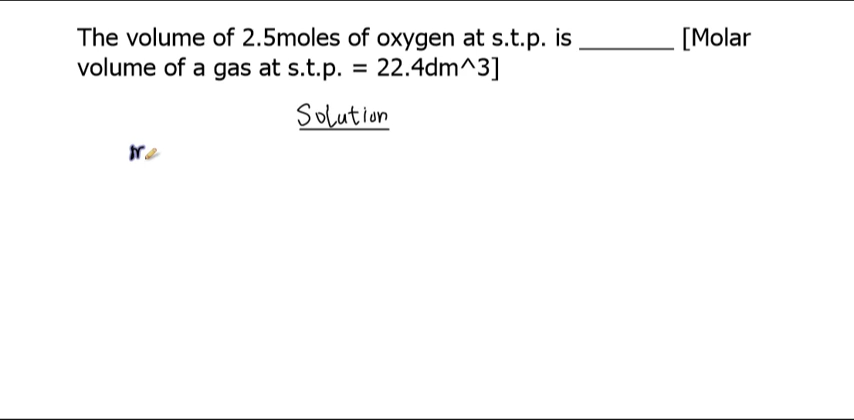 The volume of 2.5moles of oxygen at s.t.p. is ________ [Molar
volume of a gas at s.t.p. = 22.4dm^3]
Solution